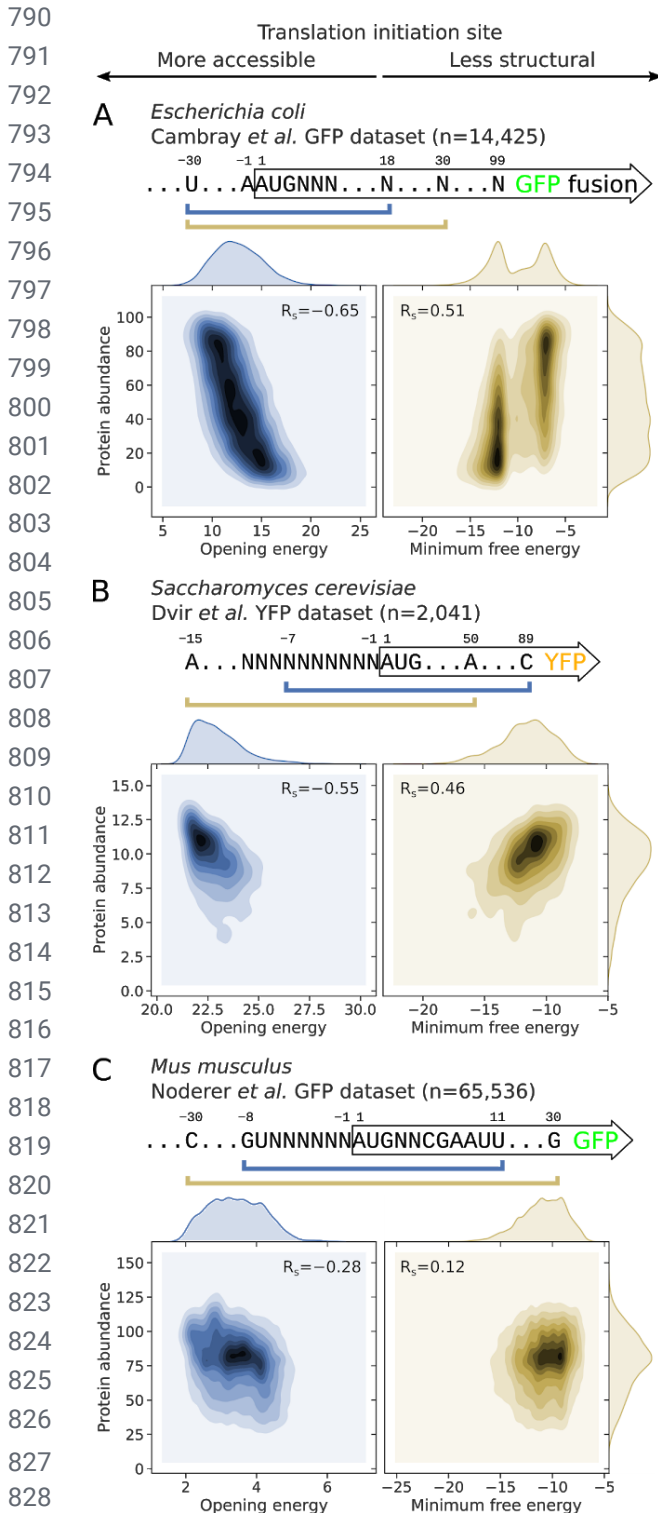 790
791
792
793
794
795
796
797
798
799
800
801
802
803
804
805
806
807
808
809
810
811
812
813
814
815
816
817
818
819
820
821
822
823
824
825
826
827
828
Translation initiation site
More accessible Less structural
A Escherichia coli
Cambray et al. GFP dataset (n=14,425)
−30 −1 1 18 30 99
...U...AAUGNNN...N...N...N GFP fusion
Rs=−0.65 Rs=0.51
Protein abundance
100
80
60
40
20
0
5 10 15 20 25 −20 −15 −10 −5
Opening energy Minimum free energy
B Saccharomyces cerevisiae
Dvir et al. YFP dataset (n=2,041)
−15 −7 −1 1 50 89
A...NNNNNNNNNNAUG...A...C YFP
Rs=−0.55 Rs=0.46
Protein abundance
15.0
12.5
10.0
7.5
5.0
2.5
0.0
20.0 22.5 25.0 27.5 30.0 −20 −15 −10 −5
Opening energy Minimum free energy
C Mus musculus
Noderer et al. GFP dataset (n=65,536)
−30 −8 −1 1 11 30
...C...GUNNNNNNAUGNNCGAAUU...G GFP
Rs=−0.28 Rs=0.12
Protein abundance
150
125
100
75
50
25
0
2 4 6 −25 −20 −15 −10 −5
Opening energy Minimum free energy